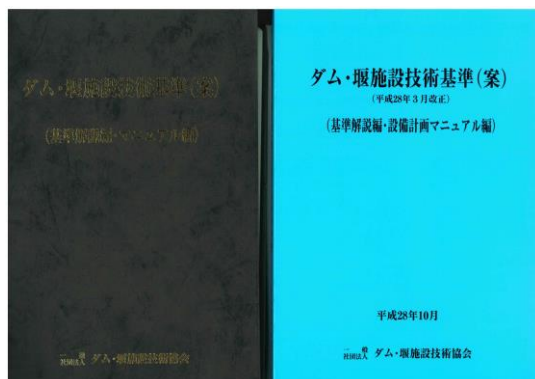 ダム・堰施設技術基準(案)
(基準解説編・マニュアル編)
一般社団法人 ダム・堰施設技術協会
ダム・堰施設技術基準(案)
(平成28年3月改正)
(基準解説編・設備計画マニュアル編)
平成28年10月
一般社団法人 ダム・堰施設技術協会